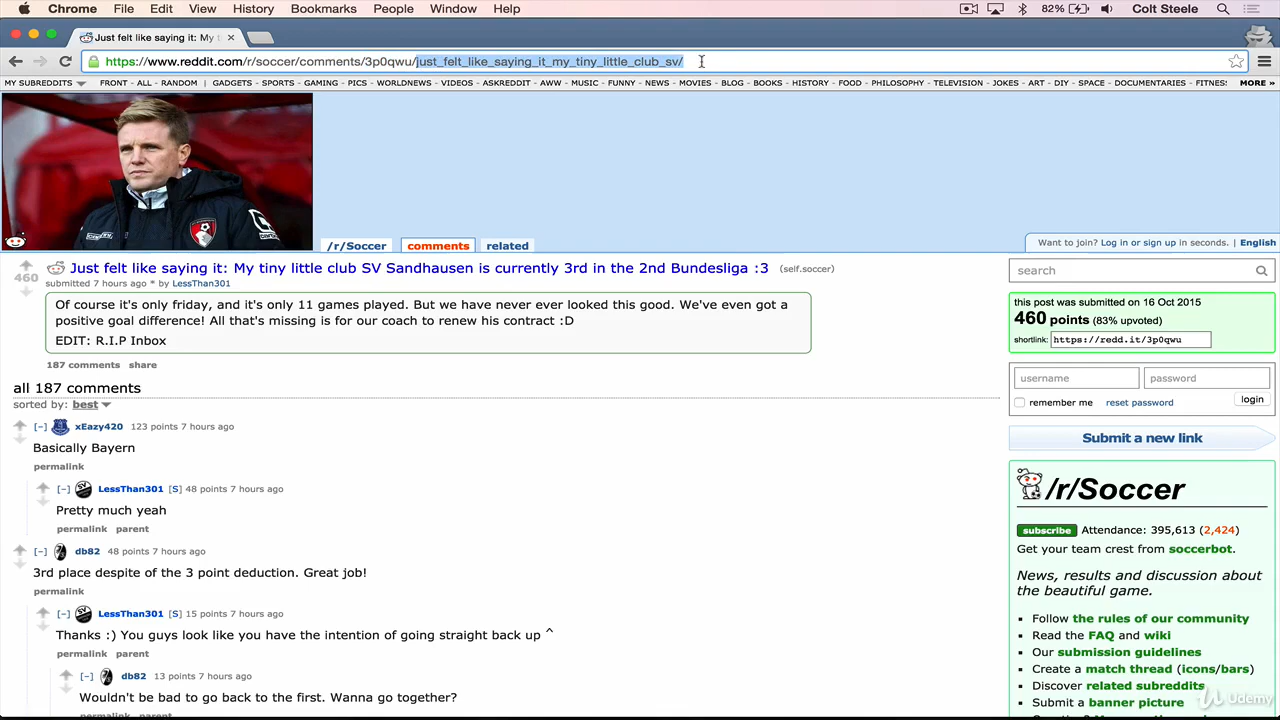 Chrome File Edit View History Bookmarks People Window Help 82% Colt Steele
Just felt like saying it: My t
https://www.reddit.com/r/soccer/comments/3p0qwu/just_felt_like_saying_it_my_tiny_little_club_sv/
MY SUBREDDITS FRONT - ALL - RANDOM | GADGETS - SPORTS - GAMING - PICS - WORLDNEWS - VIDEOS - ASKREDDIT - AWW - MUSIC - FUNNY - NEWS - MOVIES - BLOG - BOOKS - HISTORY - FOOD - PHILOSOPHY - TELEVISION - JOKES - ART - DIY - SPACE - DOCUMENTARIES - FITNES MORE »
/r/Soccer comments related
Want to join? Log in or sign up in seconds. | English
460
Just felt like saying it: My tiny little club SV Sandhausen is currently 3rd in the 2nd Bundesliga :3 (self.soccer)
submitted 7 hours ago * by LessThan301
Of course it's only friday, and it's only 11 games played. But we have never ever looked this good. We've even got a
positive goal difference! All that's missing is for our coach to renew his contract :D
EDIT: R.I.P Inbox
187 comments share
all 187 comments
sorted by: best
[-] xEazy420 123 points 7 hours ago
Basically Bayern
permalink
[-] LessThan301 [S] 48 points 7 hours ago
Pretty much yeah
permalink parent
[-] db82 48 points 7 hours ago
3rd place despite of the 3 point deduction. Great job!
permalink
[-] LessThan301 [S] 15 points 7 hours ago
Thanks :) You guys look like you have the intention of going straight back up ^
permalink parent
[-] db82 13 points 7 hours ago
Wouldn't be bad to go back to the first. Wanna go together?
permalink parent
search
this post was submitted on 16 Oct 2015
460 points (83% upvoted)
shortlink: https://redd.it/3p0qwu
username password
remember me reset password login
Submit a new link
/r/Soccer
subscribe Attendance: 395,613 (2,424)
Get your team crest from soccerbot.
News, results and discussion about
the beautiful game.
Follow the rules of our community
Read the FAQ and wiki
Our submission guidelines
Create a match thread (icons/bars)
Discover related subreddits
Submit a banner picture
Udemy